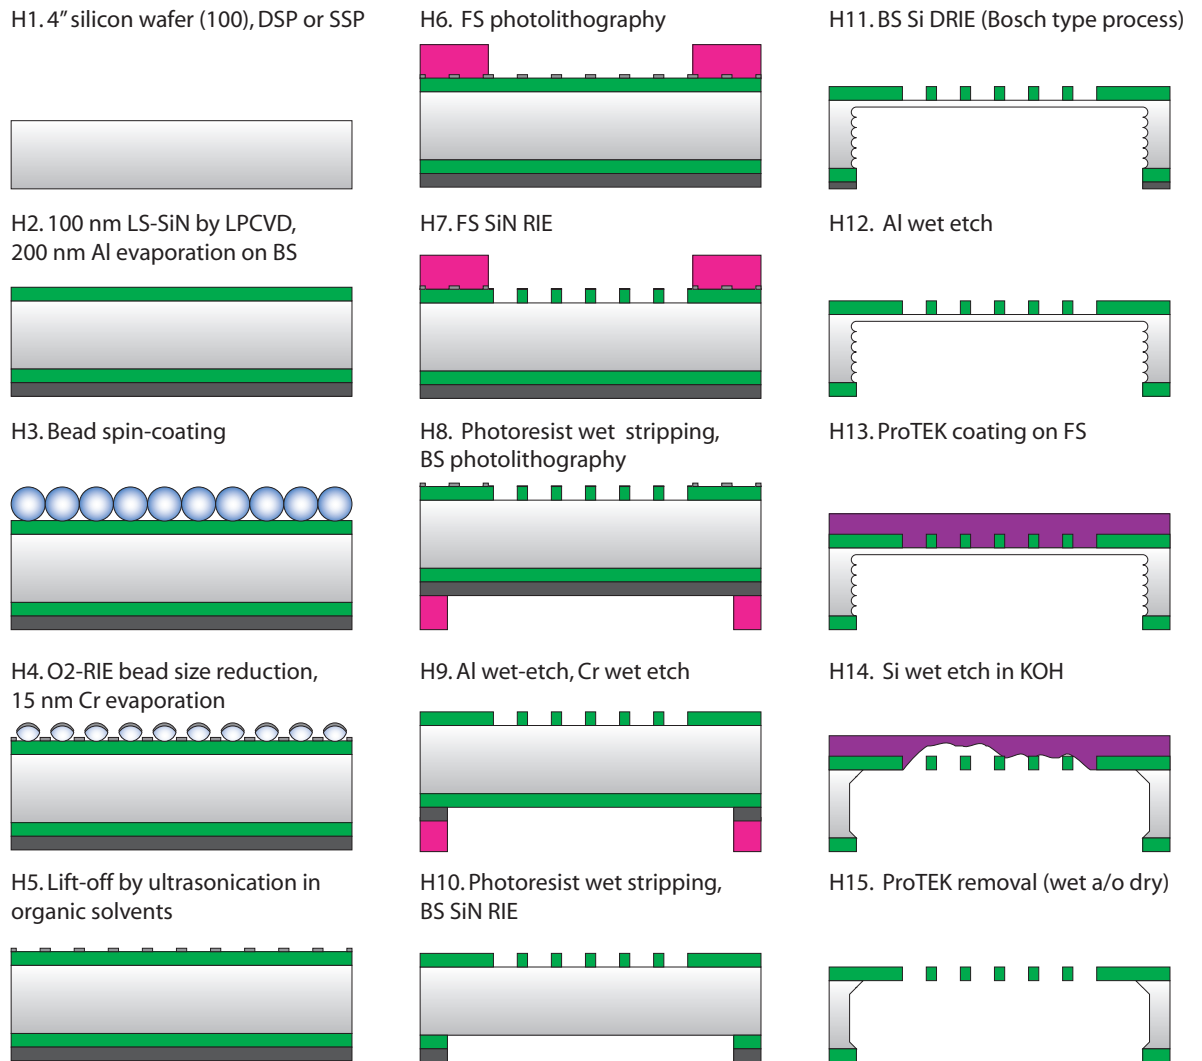 H1. 4” silicon wafer (100), DSP or SSP
H2. 100 nm LS-SiN by LPCVD,
200 nm Al evaporation on BS
H3. Bead spin-coating
H4. O2-RIE bead size reduction,
15 nm Cr evaporation
H5. Lift-off by ultrasonication in
organic solvents
H6. FS photolithography
H7. FS SiN RIE
H8. Photoresist wet stripping,
BS photolithography
H9. Al wet-etch, Cr wet etch
H10. Photoresist wet stripping,
BS SiN RIE
H11. BS Si DRIE (Bosch type process)
H12. Al wet etch
H13. ProTEK coating on FS
H14. Si wet etch in KOH
H15. ProTEK removal (wet a/o dry)